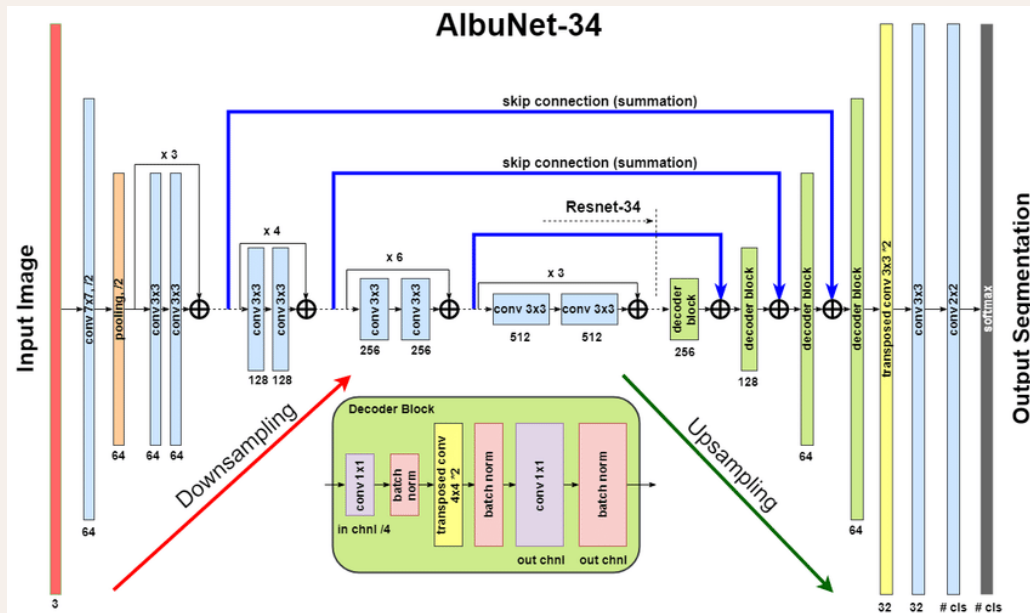 AlbuNet-34
Input Image
3
conv 7x7, /2
64
pooling, /2
64
x 3
conv 3x3
conv 3x3
64
64
x 4
conv 3x3
conv 3x3
128
128
x 6
conv 3x3
conv 3x3
256
256
x 3
conv 3x3
conv 3x3
512
512
skip connection (summation)
skip connection (summation)
Resnet-34
decoder
block
256
decoder block
128
decoder block
64
decoder block
64
transposed conv 3x3 *2
32
conv 3x3
32
conv 2x2
# cls
softmax
# cls
Output Segmentation
Downsampling
Upsampling
Decoder Block
conv 1x1
in chnl /4
batch
norm
transposed conv
4x4 *2
batch norm
conv 1x1
out chnl
batch norm
out chnl